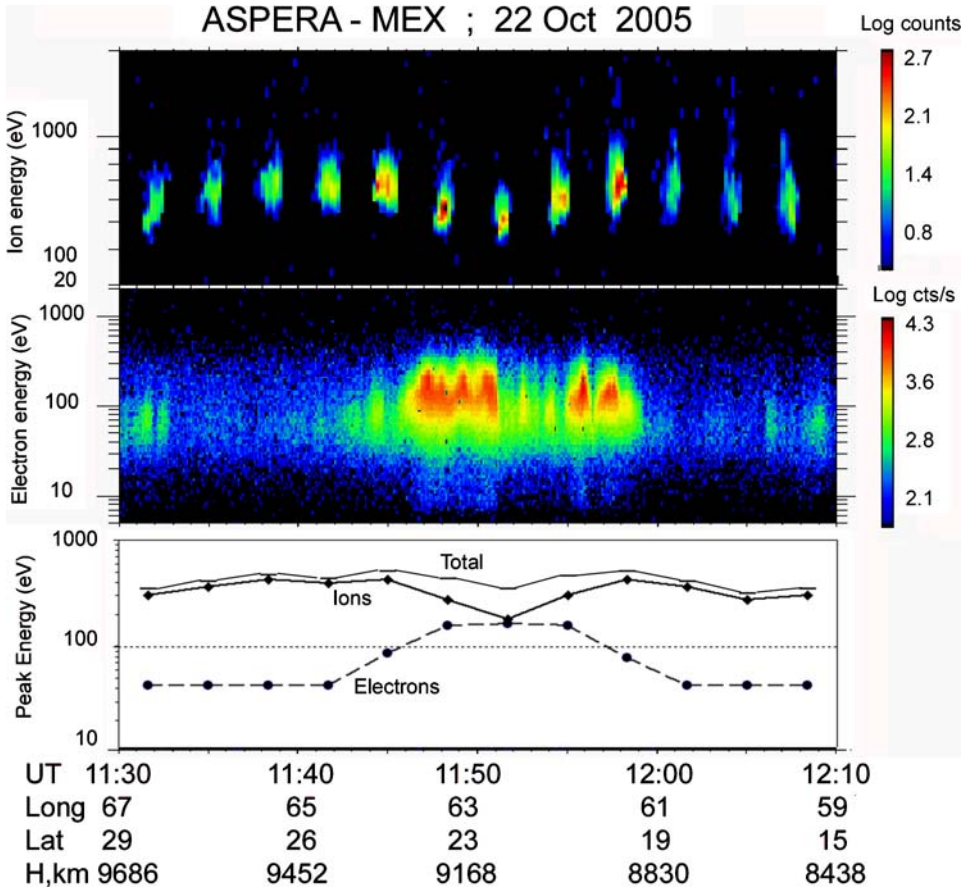 ASPERA - MEX ; 22 Oct 2005
Log counts
Ion energy (eV)
1000
100
20
2.7
2.1
1.4
0.8
Log cts/s
Electron energy (eV)
1000
100
10
4.3
3.6
2.8
2.1
Peak Energy (eV)
1000
100
10
Total
Ions
Electrons
UT 11:30 11:40 11:50 12:00 12:10
Long 67 65 63 61 59
Lat 29 26 23 19 15
H,km 9686 9452 9168 8830 8438